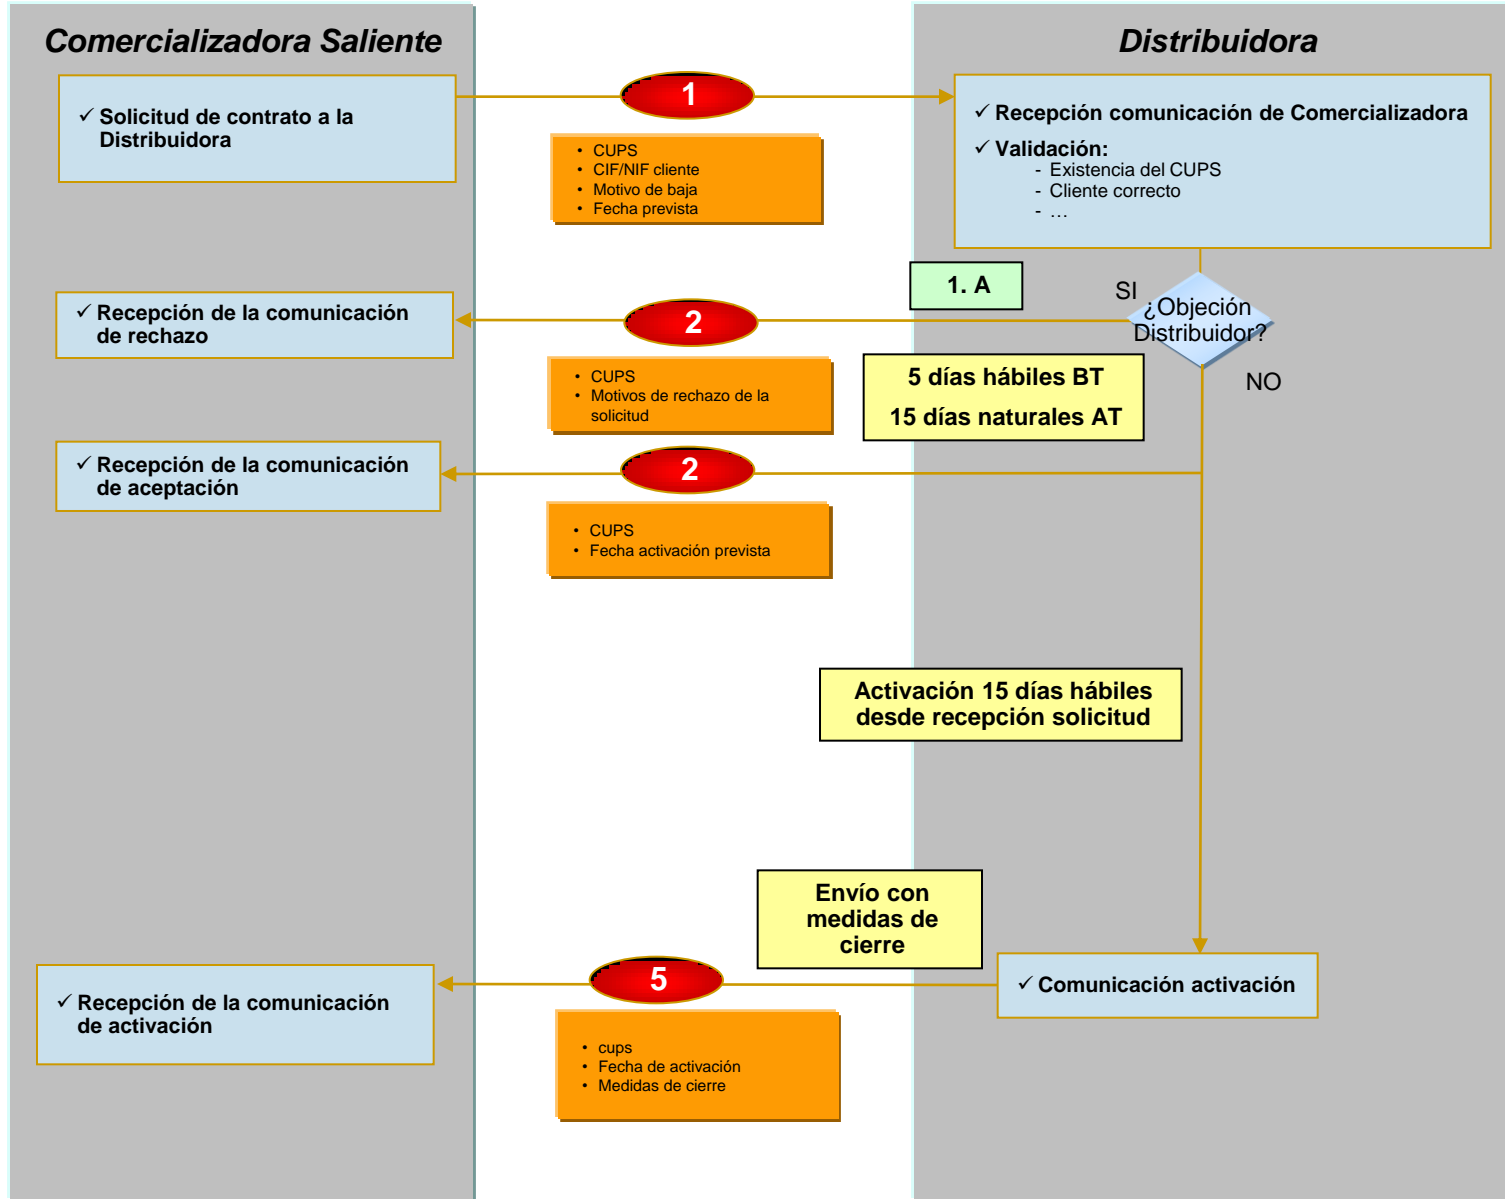 Comercializadora Saliente
Distribuidora
✓ Solicitud de contrato a la
Distribuidora
1
• CUPS
• CIF/NIF cliente
• Motivo de baja
• Fecha prevista
✓ Recepción comunicación de Comercializadora
✓ Validación:
- Existencia del CUPS
- Cliente correcto
- …
1. A
SI
¿Objeción
Distribuidor?
NO
✓ Recepción de la comunicación
de rechazo
2
• CUPS
• Motivos de rechazo de la
solicitud
5 días hábiles BT
15 días naturales AT
✓ Recepción de la comunicación
de aceptación
2
• CUPS
• Fecha activación prevista
Activación 15 días hábiles
desde recepción solicitud
Envío con
medidas de
cierre
✓ Recepción de la comunicación
de activación
5
✓ Comunicación activación
• cups
• Fecha de activación
• Medidas de cierre